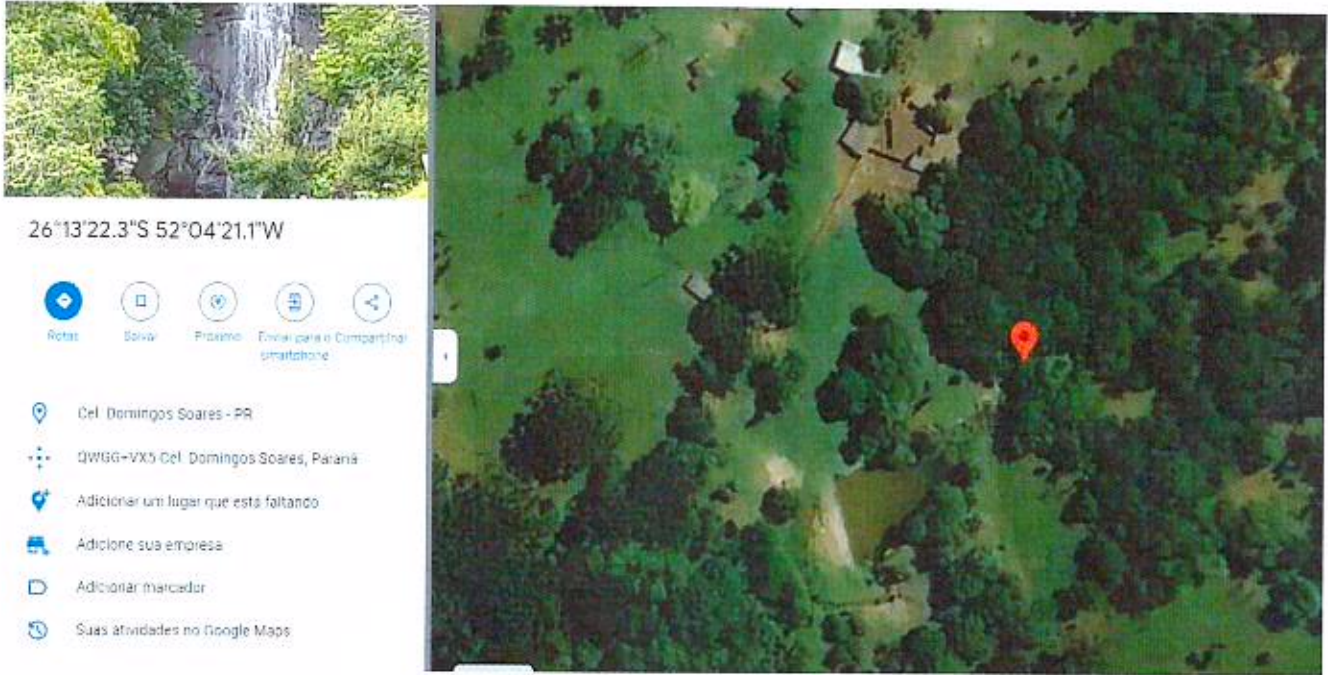 26°13'22.3"S 52°04'21.1"W
Rotas Salvar Próximo Enviar para o Compartilhar
smartphone
Cel. Domingos Soares - PR
QWGG+VX5 Cel. Domingos Soares, Paraná
Adicionar um lugar que está faltando
Adicione sua empresa
Adicionar marcador
Suas atividades no Google Maps